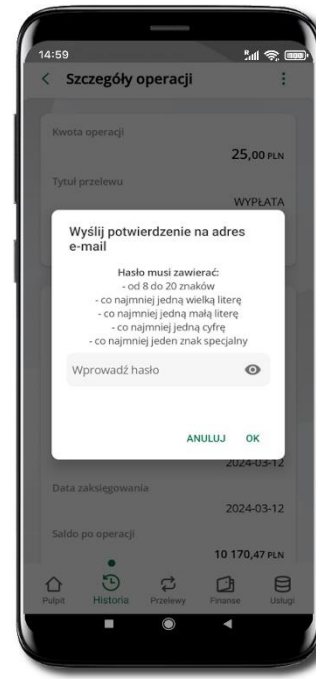 14:59
Szczegóły operacji
Kwota operacji
25,00 PLN
Tytuł przelewu
WYPŁATA
Wyślij potwierdzenie na adres
e-mail
Hasło musi zawierać:
- od 8 do 20 znaków
- co najmniej jedną wielką literę
- co najmniej jedną małą literę
- co najmniej jedną cyfrę
- co najmniej jeden znak specjalny
Wprowadź hasło
ANULUJ OK
2024-03-12
Data zaksięgowania
2024-03-12
Saldo po operacji
10 170,47 PLN
Pulpit Historia Przelewy Finanse Usługi